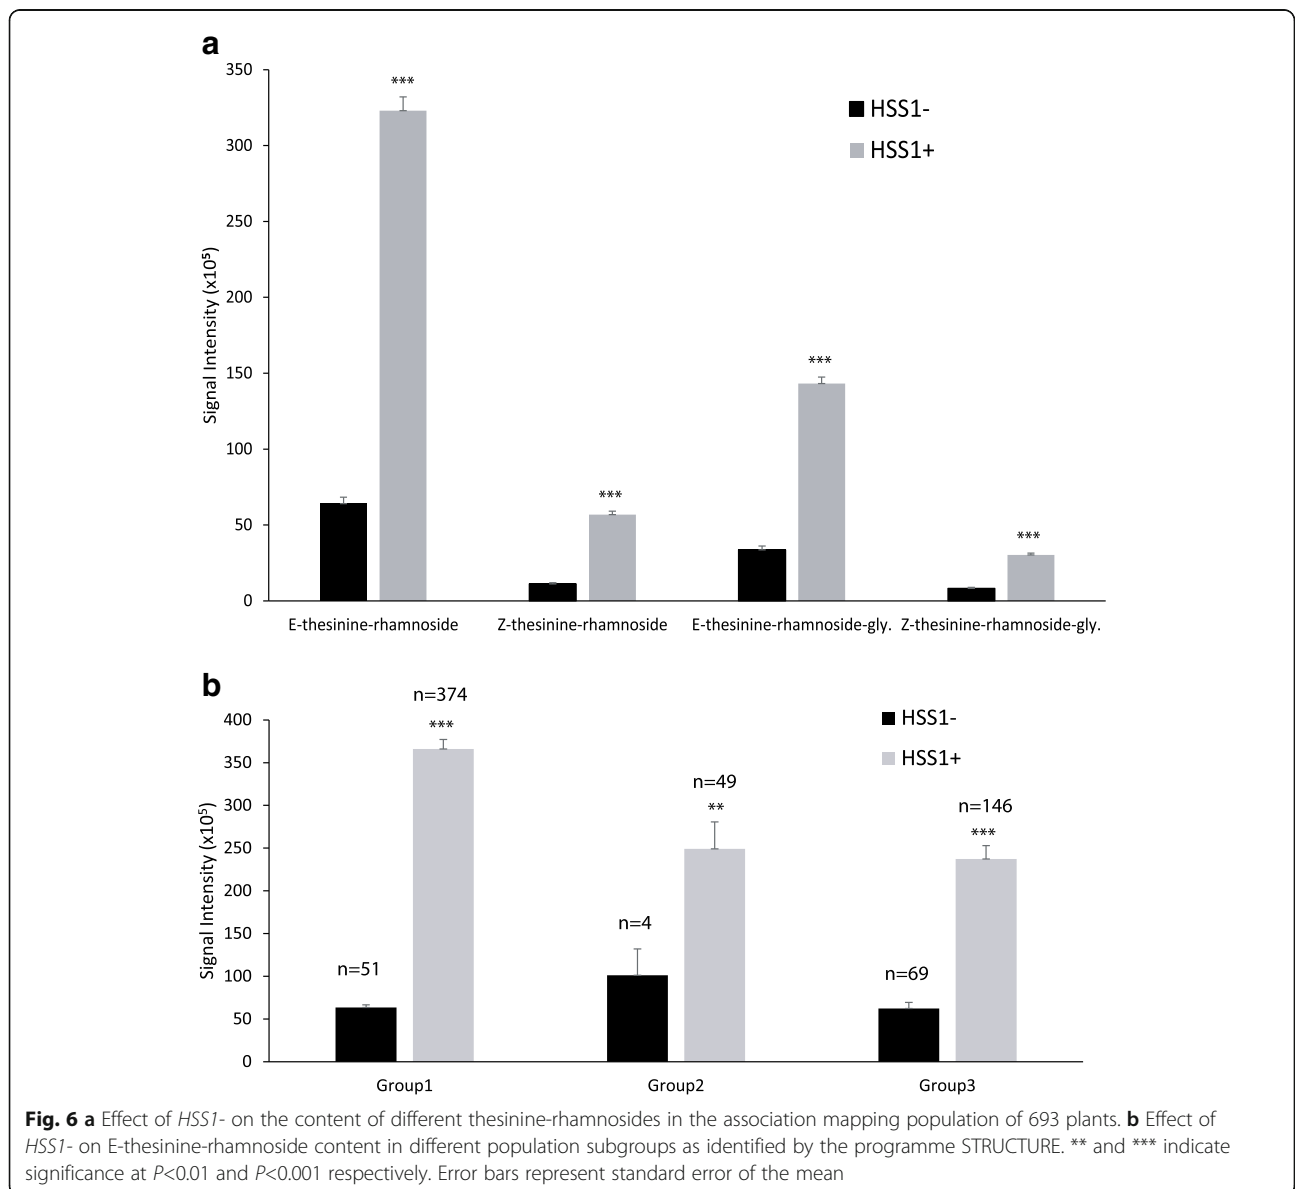 a
350
300
250
200
150
100
50
0
Signal Intensity (x10⁵)
***
***
***
***
HSS1-
HSS1+
E-thesinine-rhamnoside Z-thesinine-rhamnoside E-thesinine-rhamnoside-gly. Z-thesinine-rhamnoside-gly.
b
400
350
300
250
200
150
100
50
0
Signal Intensity (x10⁵)
n=374
***
n=51
n=49
**
n=4
n=146
***
n=69
HSS1-
HSS1+
Group1 Group2 Group3
Fig. 6 a Effect of HSS1- on the content of different thesinine-rhamnosides in the association mapping population of 693 plants. b Effect of
HSS1- on E-thesinine-rhamnoside content in different population subgroups as identified by the programme STRUCTURE. ** and *** indicate
significance at P<0.01 and P<0.001 respectively. Error bars represent standard error of the mean